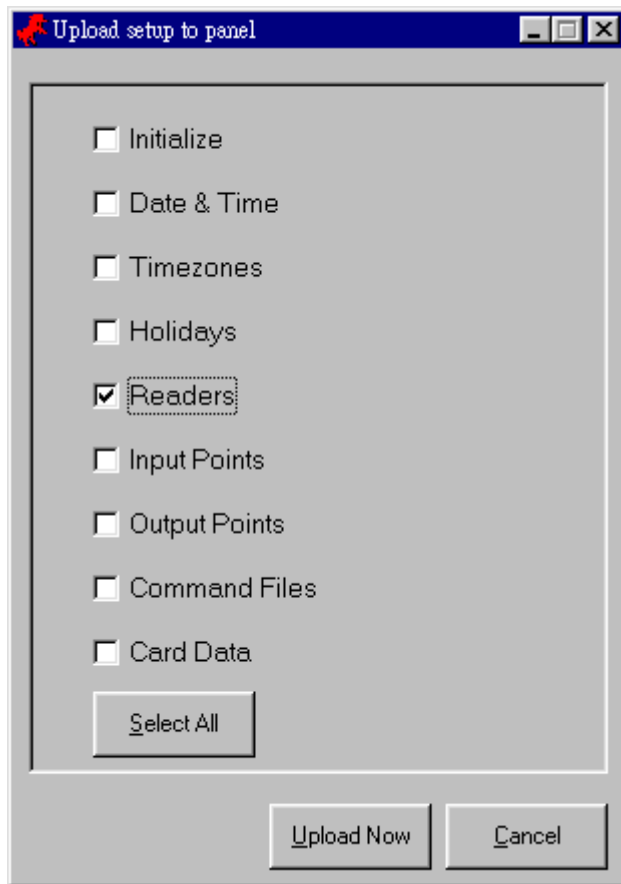 Upload setup to panel
Initialize
Date & Time
Timezones
Holidays
Readers
Input Points
Output Points
Command Files
Card Data
Select All
Upload Now
Cancel